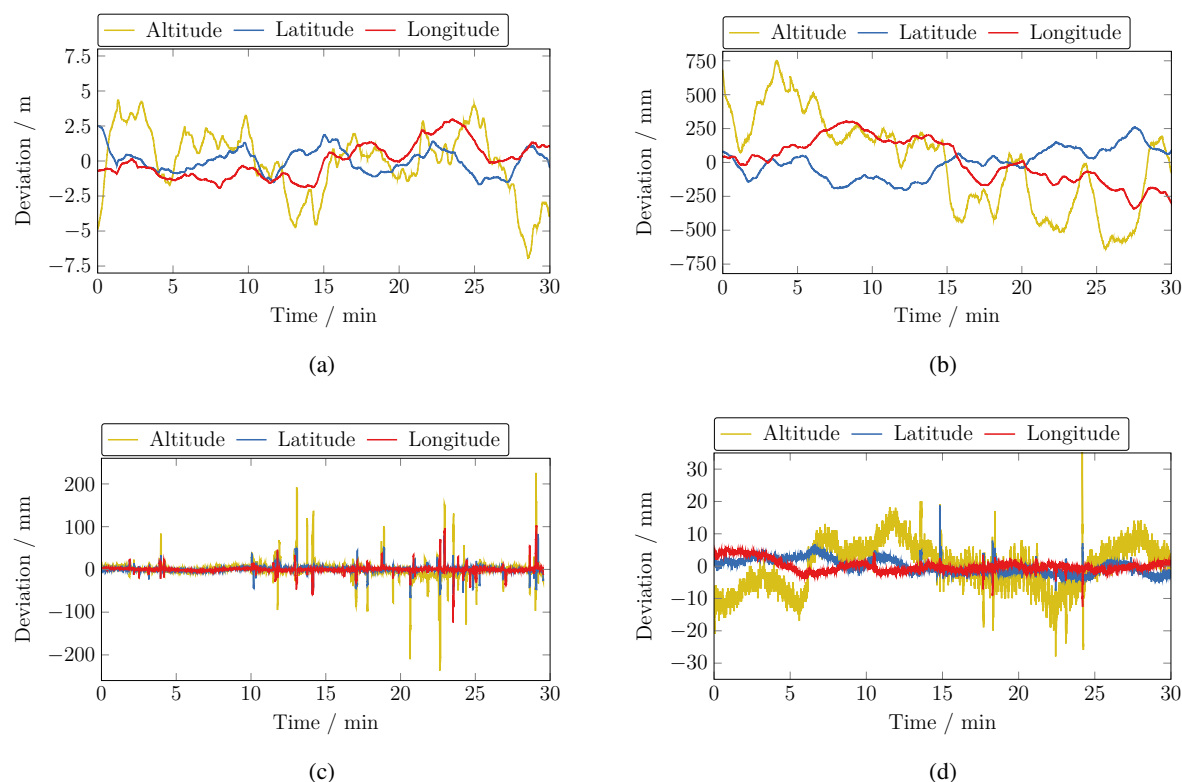 Altitude Latitude Longitude
7.5
5
2.5
0
−2.5
−5
−7.5
Deviation / m
0 5 10 15 20 25 30
Time / min
(a)
Altitude Latitude Longitude
750
500
250
0
−250
−500
−750
Deviation / mm
0 5 10 15 20 25 30
Time / min
(b)
Altitude Latitude Longitude
200
100
0
−100
−200
Deviation / mm
0 5 10 15 20 25 30
Time / min
(c)
Altitude Latitude Longitude
30
20
10
0
−10
−20
−30
Deviation / mm
0 5 10 15 20 25 30
Time / min
(d)